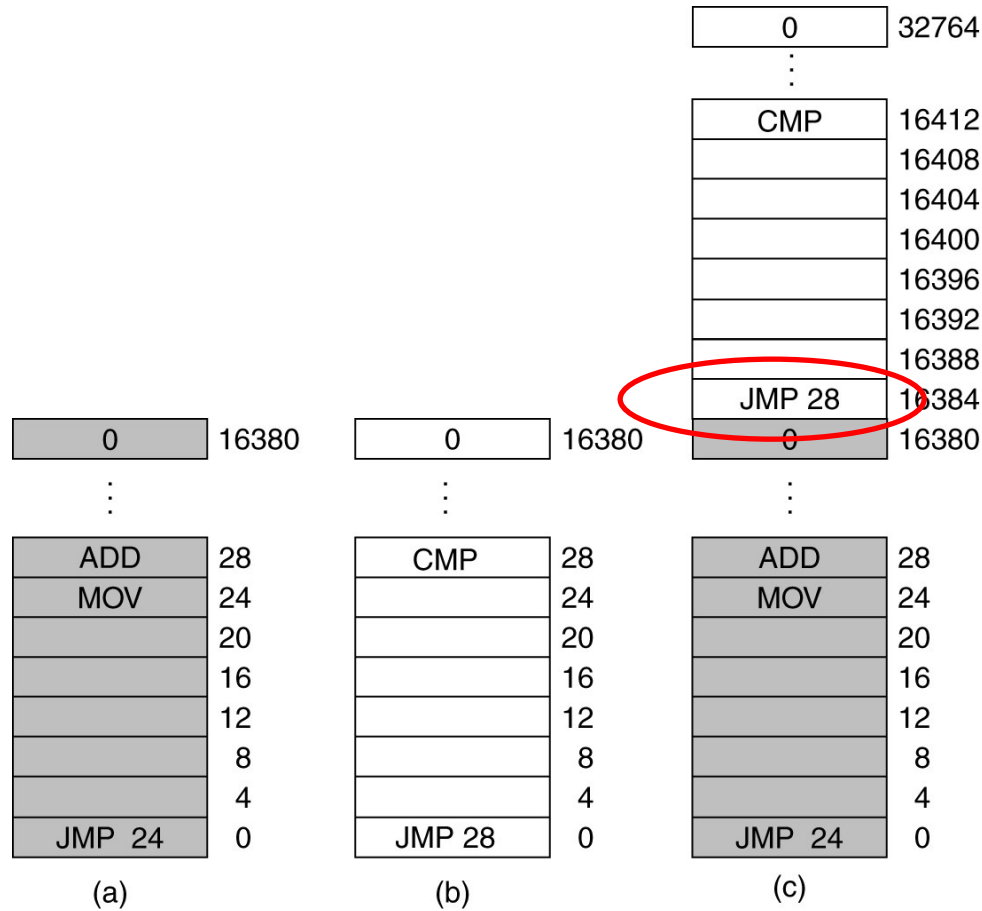 0 32764
CMP 16412
16408
16404
16400
16396
16392
16388
JMP 28 16384
0 16380 0 16380 0 16380
ADD 28 CMP 28 ADD 28
MOV 24 24 MOV 24
20 20 20
16 16 16
12 12 12
8 8 8
4 4 4
JMP 24 0 JMP 28 0 JMP 24 0
(a) (b) (c)